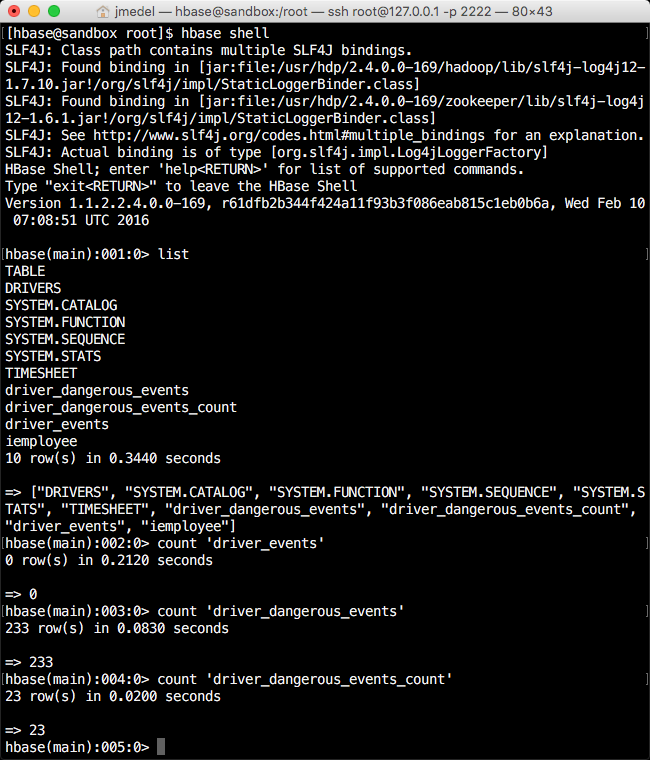 jmedel — hbase@sandbox:/root — ssh root@127.0.0.1 -p 2222 — 80×43
[hbase@sandbox root]$ hbase shell
SLF4J: Class path contains multiple SLF4J bindings.
SLF4J: Found binding in [jar:file:/usr/hdp/2.4.0.0-169/hadoop/lib/slf4j-log4j12-
1.7.10.jar!/org/slf4j/impl/StaticLoggerBinder.class]
SLF4J: Found binding in [jar:file:/usr/hdp/2.4.0.0-169/zookeeper/lib/slf4j-log4j
12-1.6.1.jar!/org/slf4j/impl/StaticLoggerBinder.class]
SLF4J: See http://www.slf4j.org/codes.html#multiple_bindings for an explanation.
SLF4J: Actual binding is of type [org.slf4j.impl.Log4jLoggerFactory]
HBase Shell; enter 'help<RETURN>' for list of supported commands.
Type "exit<RETURN>" to leave the HBase Shell
Version 1.1.2.2.4.0.0-169, r61dfb2b344f424a11f93b3f086eab815c1eb0b6a, Wed Feb 10
 07:08:51 UTC 2016
hbase(main):001:0> list
TABLE
DRIVERS
SYSTEM.CATALOG
SYSTEM.FUNCTION
SYSTEM.SEQUENCE
SYSTEM.STATS
TIMESHEET
driver_dangerous_events
driver_dangerous_events_count
driver_events
iemployee
10 row(s) in 0.3440 seconds
=> ["DRIVERS", "SYSTEM.CATALOG", "SYSTEM.FUNCTION", "SYSTEM.SEQUENCE", "SYSTEM.S
TATS", "TIMESHEET", "driver_dangerous_events", "driver_dangerous_events_count",
"driver_events", "iemployee"]
hbase(main):002:0> count 'driver_events'
0 row(s) in 0.2120 seconds
=> 0
hbase(main):003:0> count 'driver_dangerous_events'
233 row(s) in 0.0830 seconds
=> 233
hbase(main):004:0> count 'driver_dangerous_events_count'
23 row(s) in 0.0200 seconds
=> 23
hbase(main):005:0>